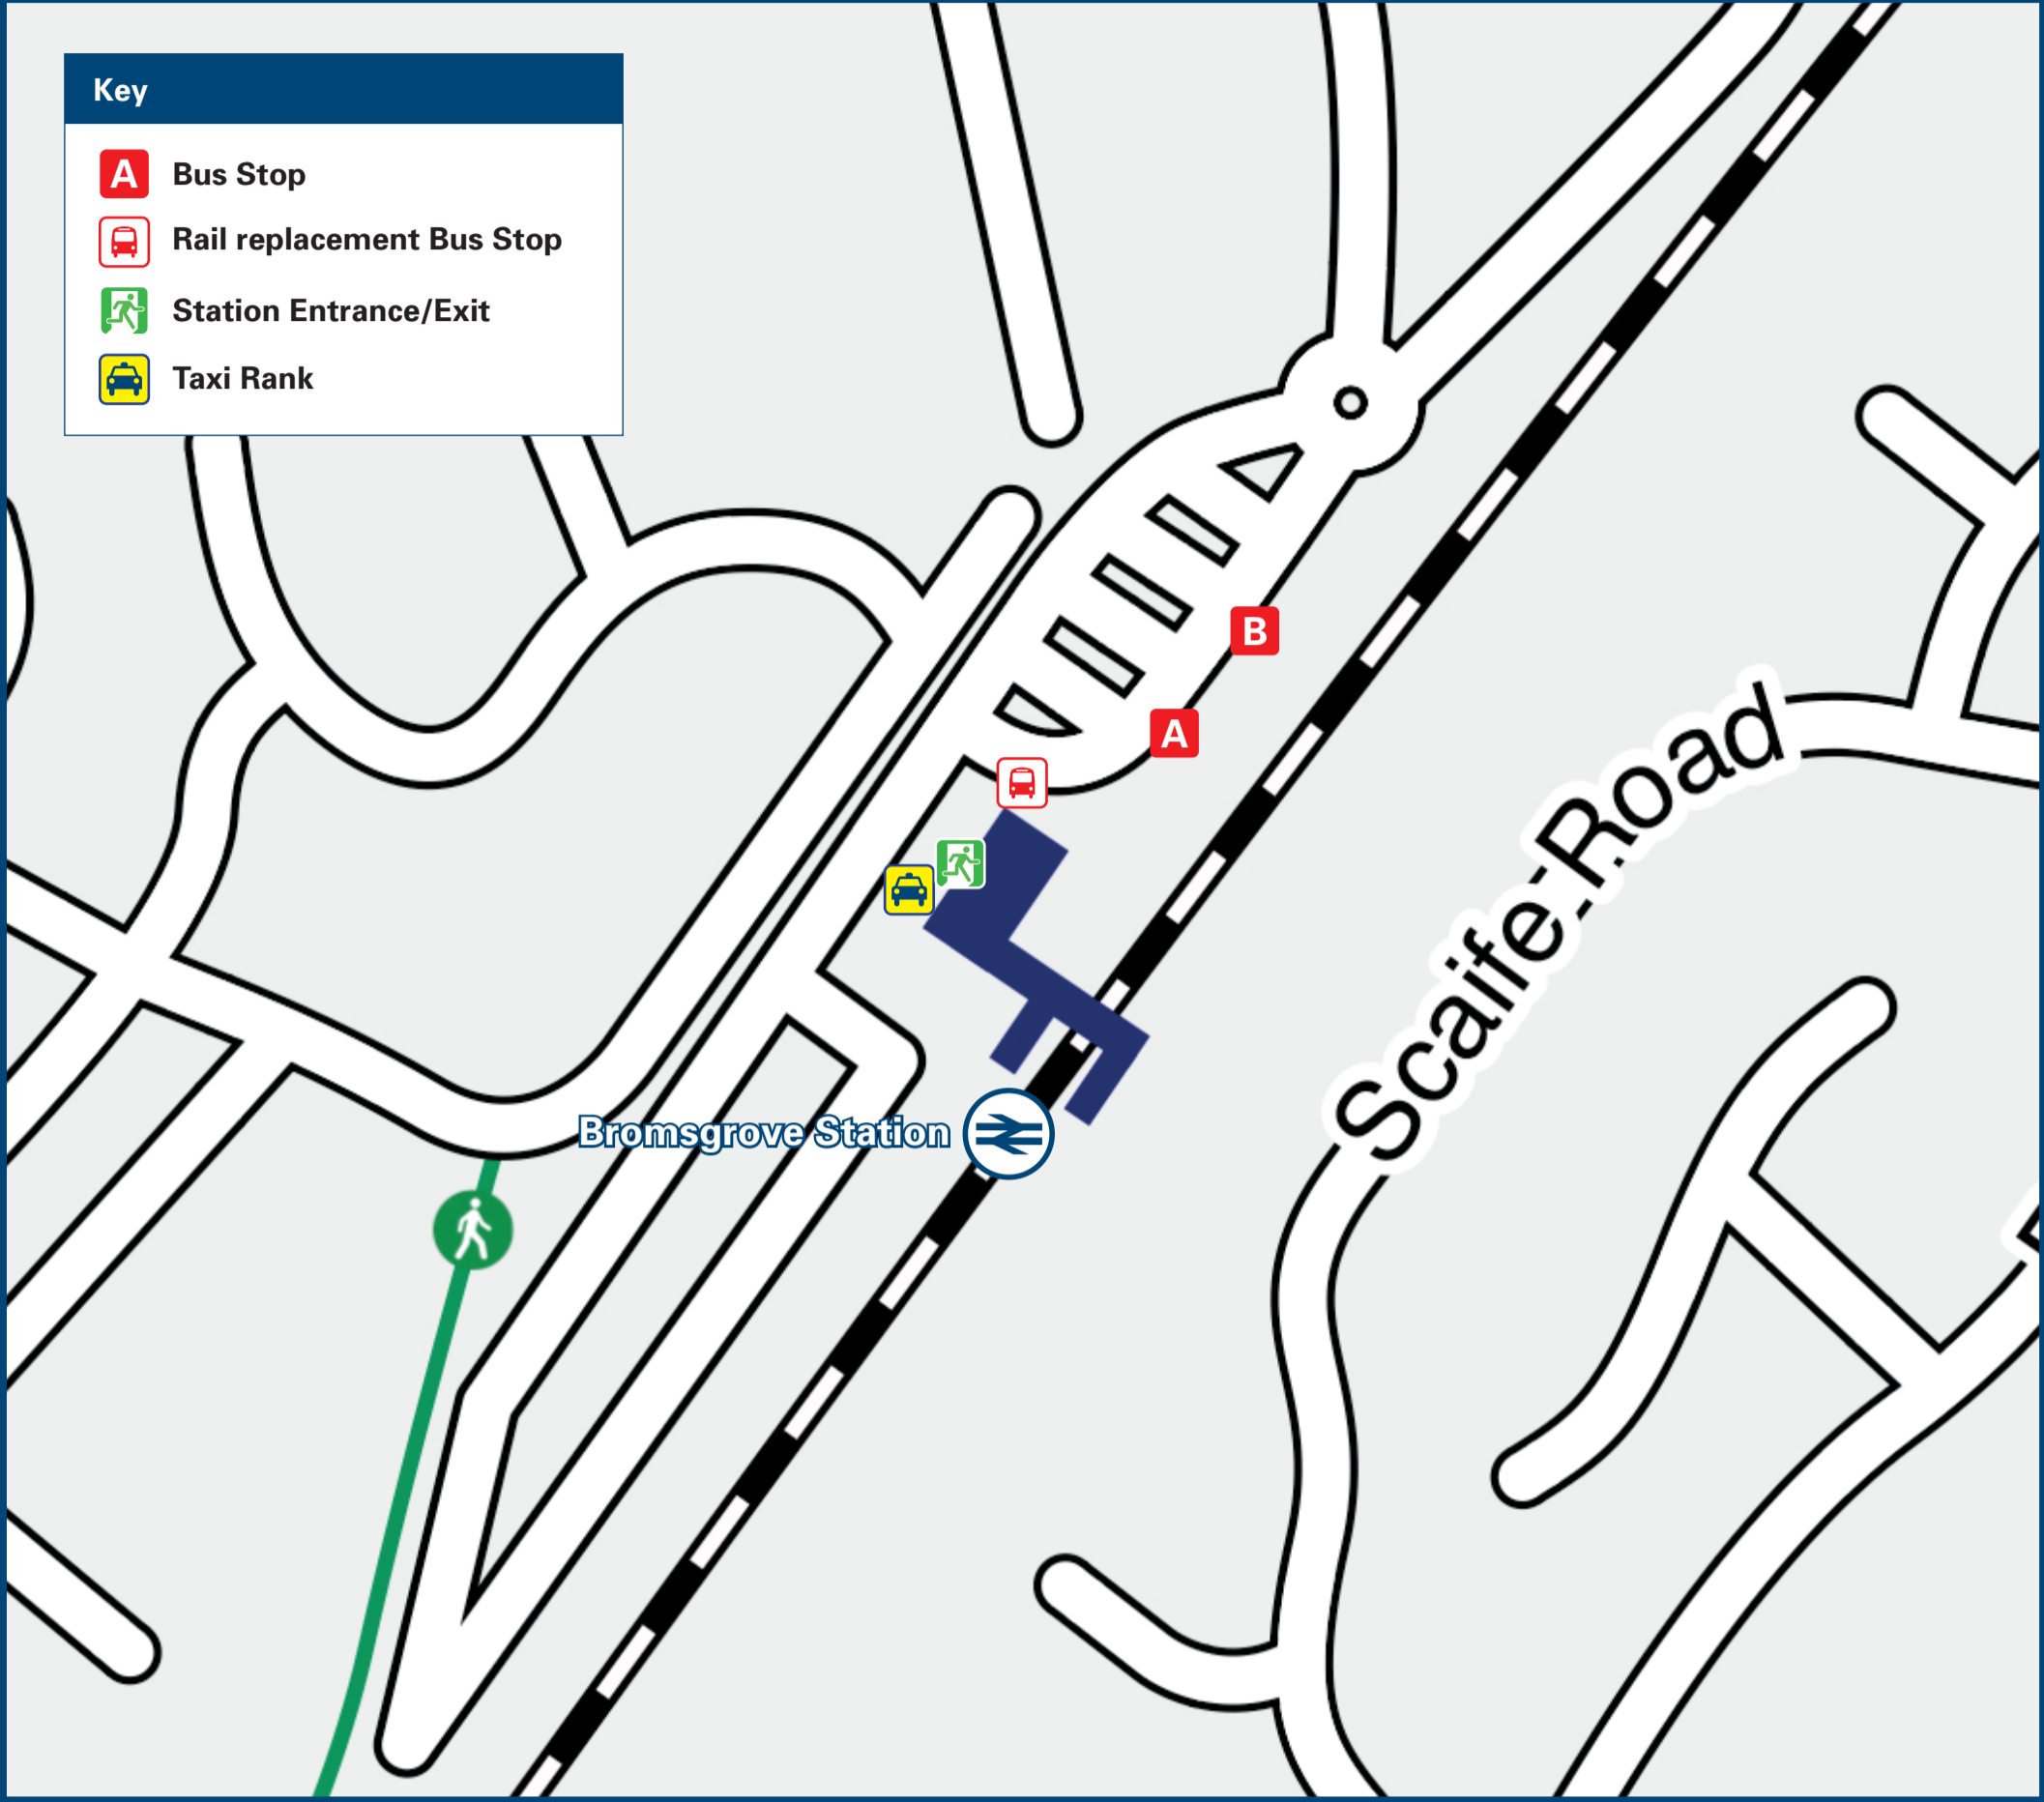 Key
A Bus Stop
Rail replacement Bus Stop
Station Entrance/Exit
Taxi Rank
B
A
Scaife-Road
Bromsgrove Station